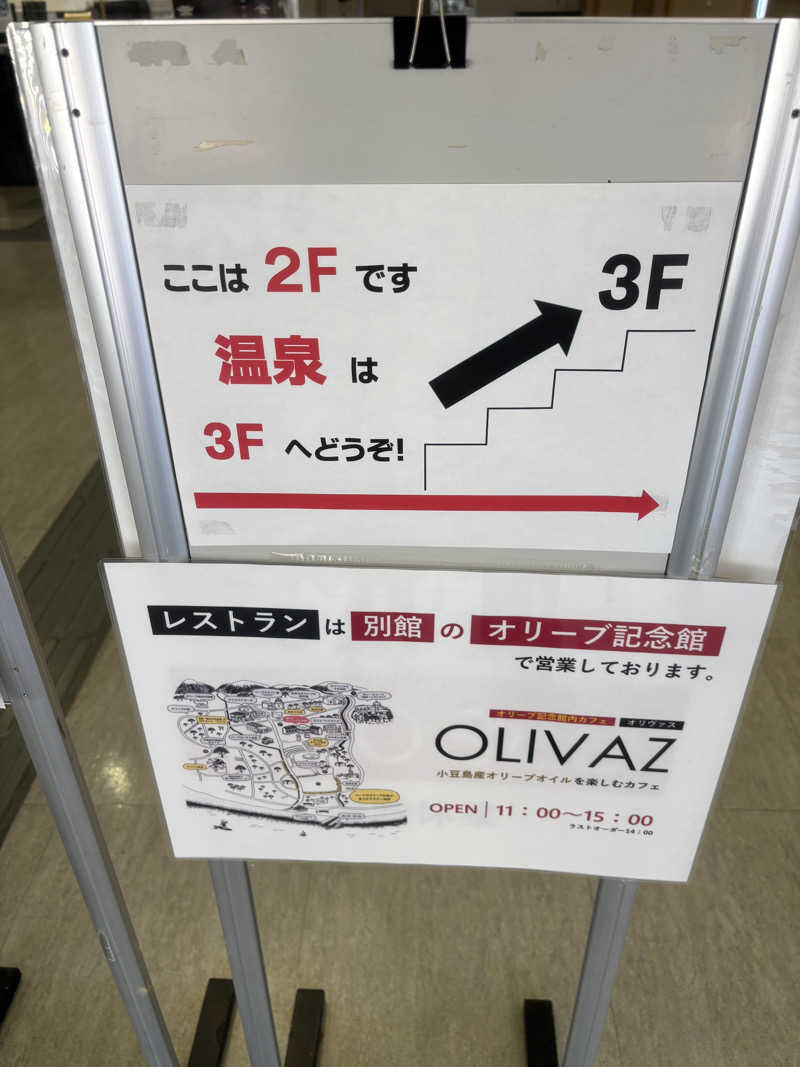 ここは 2F です
3F
温泉 は
3F へどうぞ!
レストラン は 別館 の オリーブ記念館
で営業しております。
オリーブ記念館内カフェ オリヴァス
OLIVAZ
小豆島産オリーブオイルを楽しむカフェ
OPEN | 11:00〜15:00
ラストオーダー14:00